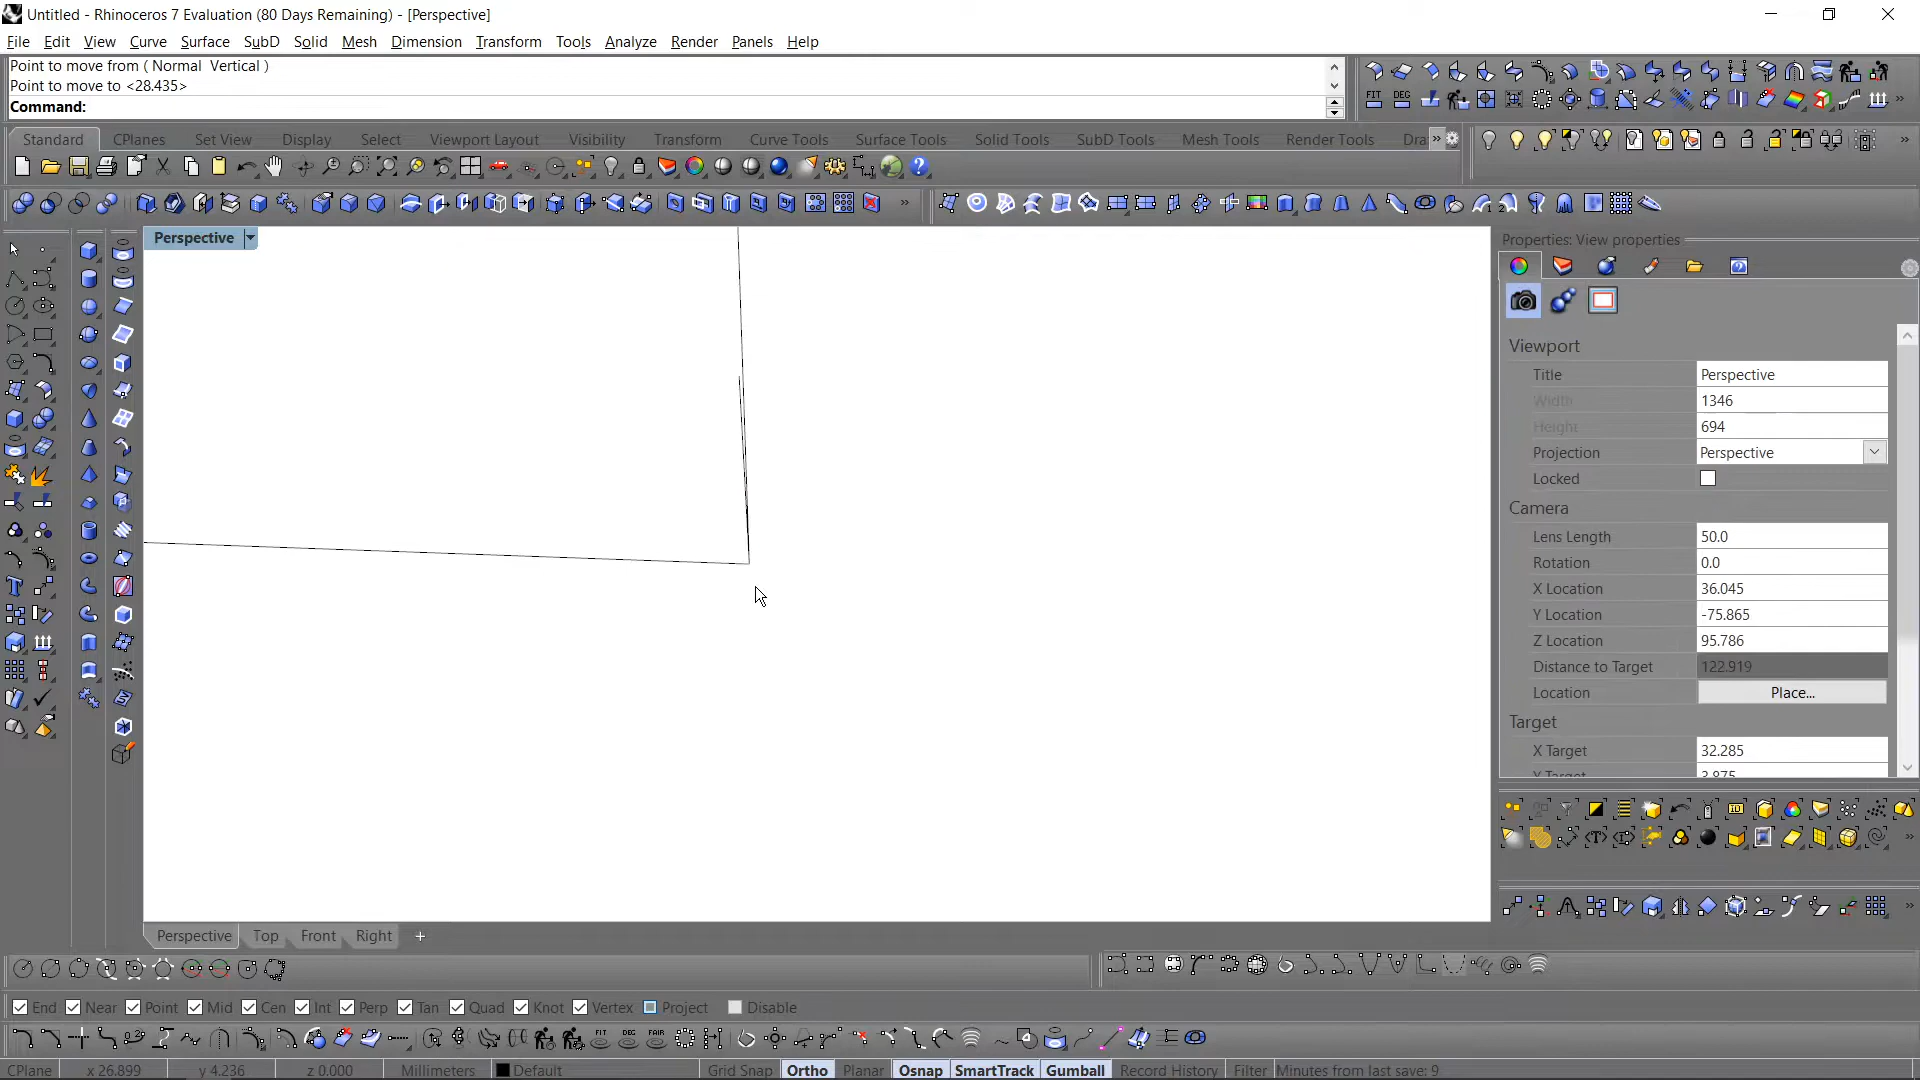 Untitled - Rhinoceros 7 Evaluation (80 Days Remaining) - [Perspective]
File Edit View Curve Surface SubD Solid Mesh Dimension Transform Tools Analyze Render Panels Help
Point to move from ( Normal Vertical )
Point to move to <28.435>
Command:
Standard CPlanes Set View Display Select Viewport Layout Visibility Transform Curve Tools Surface Tools Solid Tools SubD Tools Mesh Tools Render Tools Dra
Perspective
Properties: View properties
Viewport
Title Perspective
Width 1346
Height 694
Projection Perspective
Locked
Camera
Lens Length 50.0
Rotation 0.0
X Location 36.045
Y Location -75.865
Z Location 95.786
Distance to Target 122.919
Location Place...
Target
X Target 32.285
Y Target 3.975
Perspective Top Front Right
End Near Point Mid Cen Int Perp Tan Quad Knot Vertex Project Disable
CPlane x 26.899 y 4.236 z 0.000 Millimeters Default Grid Snap Ortho Planar Osnap SmartTrack Gumball Record History Filter Minutes from last save: 9